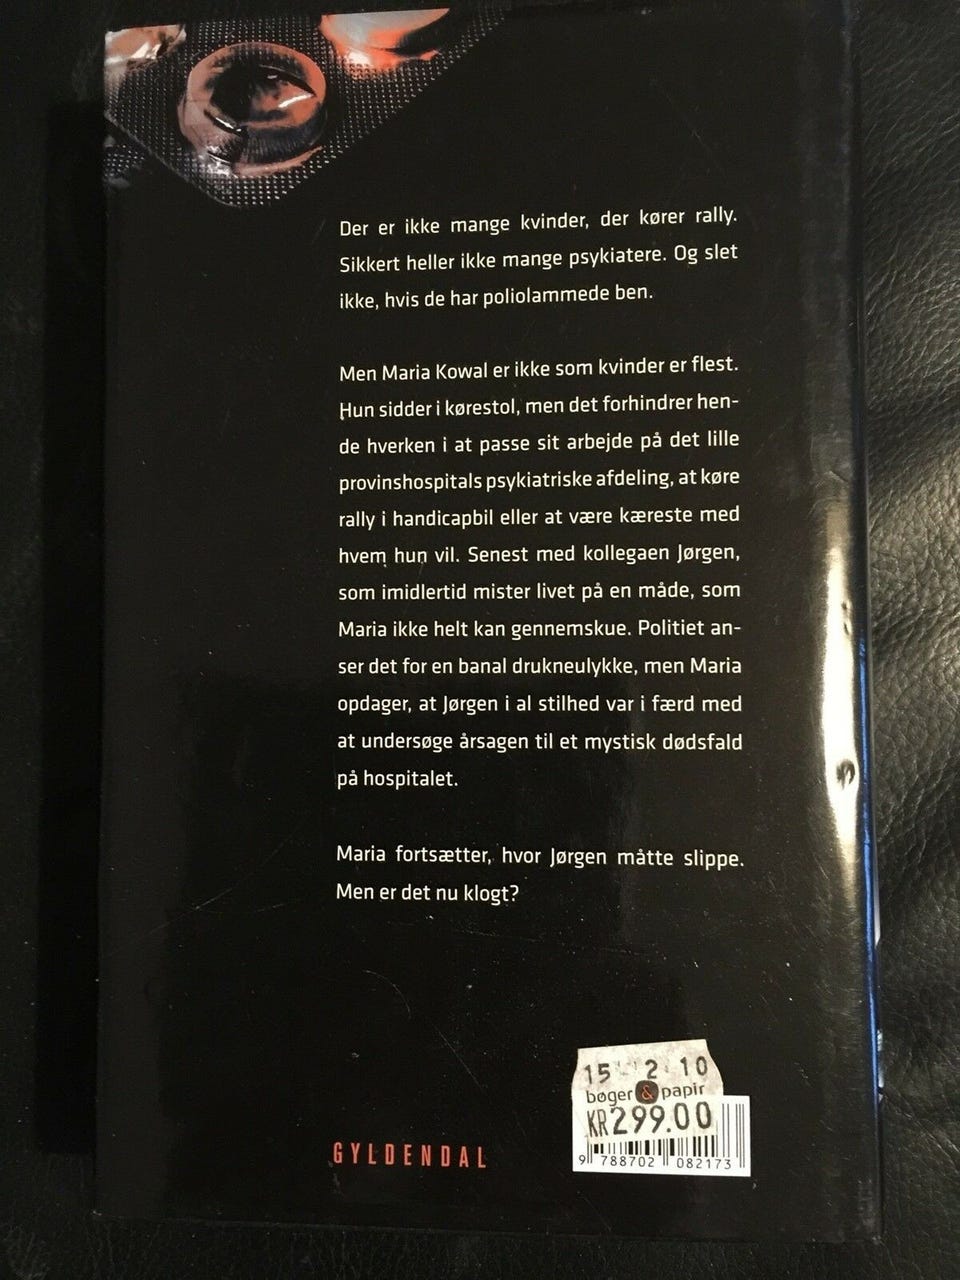 Der er ikke mange kvinder, der kører rally.
Sikkert heller ikke mange psykiatere. Og slet
ikke, hvis de har poliolammede ben.
Men Maria Kowal er ikke som kvinder er flest.
Hun sidder i kørestol, men det forhindrer hen-
de hverken i at passe sit arbejde på det lille
provinshospitals psykiatriske afdeling, at køre
rally i handicapbil eller at være kæreste med
hvem hun vil. Senest med kollegaen Jørgen,
som imidlertid mister livet på en måde, som
Maria ikke helt kan gennemskue. Politiet an-
ser det for en banal drukneulykke, men Maria
opdager, at Jørgen i al stilhed var i færd med
at undersøge årsagen til et mystisk dødsfald
på hospitalet.
Maria fortsætter, hvor Jørgen måtte slippe.
Men er det nu klogt?
15 2 10
bøger & papir
KR 299.00
GYLDENDAL
9 788702 082173